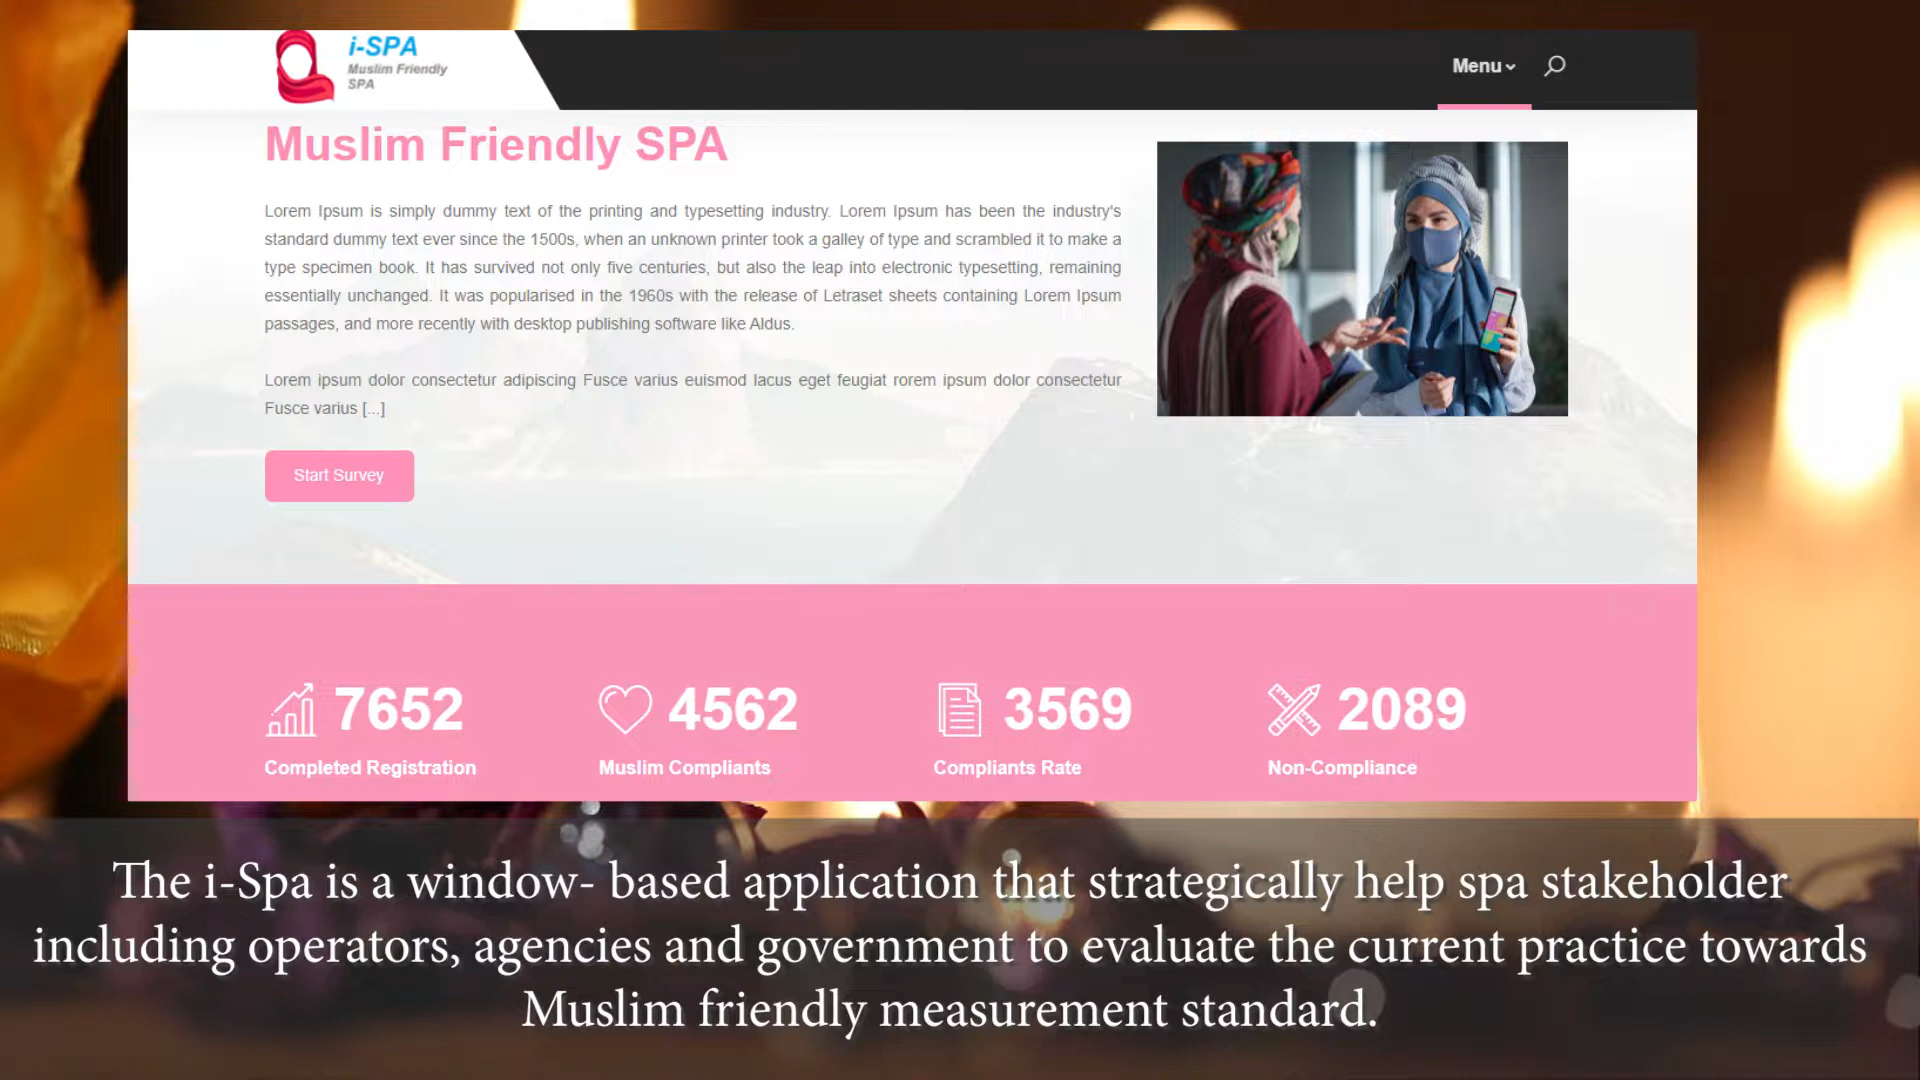 i-SPA
Muslim Friendly
SPA
Menu
Muslim Friendly SPA
Lorem Ipsum is simply dummy text of the printing and typesetting industry. Lorem Ipsum has been the industry's
standard dummy text ever since the 1500s, when an unknown printer took a galley of type and scrambled it to make a
type specimen book. It has survived not only five centuries, but also the leap into electronic typesetting, remaining
essentially unchanged. It was popularised in the 1960s with the release of Letraset sheets containing Lorem Ipsum
passages, and more recently with desktop publishing software like Aldus.
Lorem ipsum dolor consectetur adipiscing Fusce varius euismod lacus eget feugiat rorem ipsum dolor consectetur
Fusce varius [...]
Start Survey
7652
Completed Registration
4562
Muslim Compliants
3569
Compliants Rate
2089
Non-Compliance
The i-Spa is a window- based application that strategically help spa stakeholder
including operators, agencies and government to evaluate the current practice towards
Muslim friendly measurement standard.